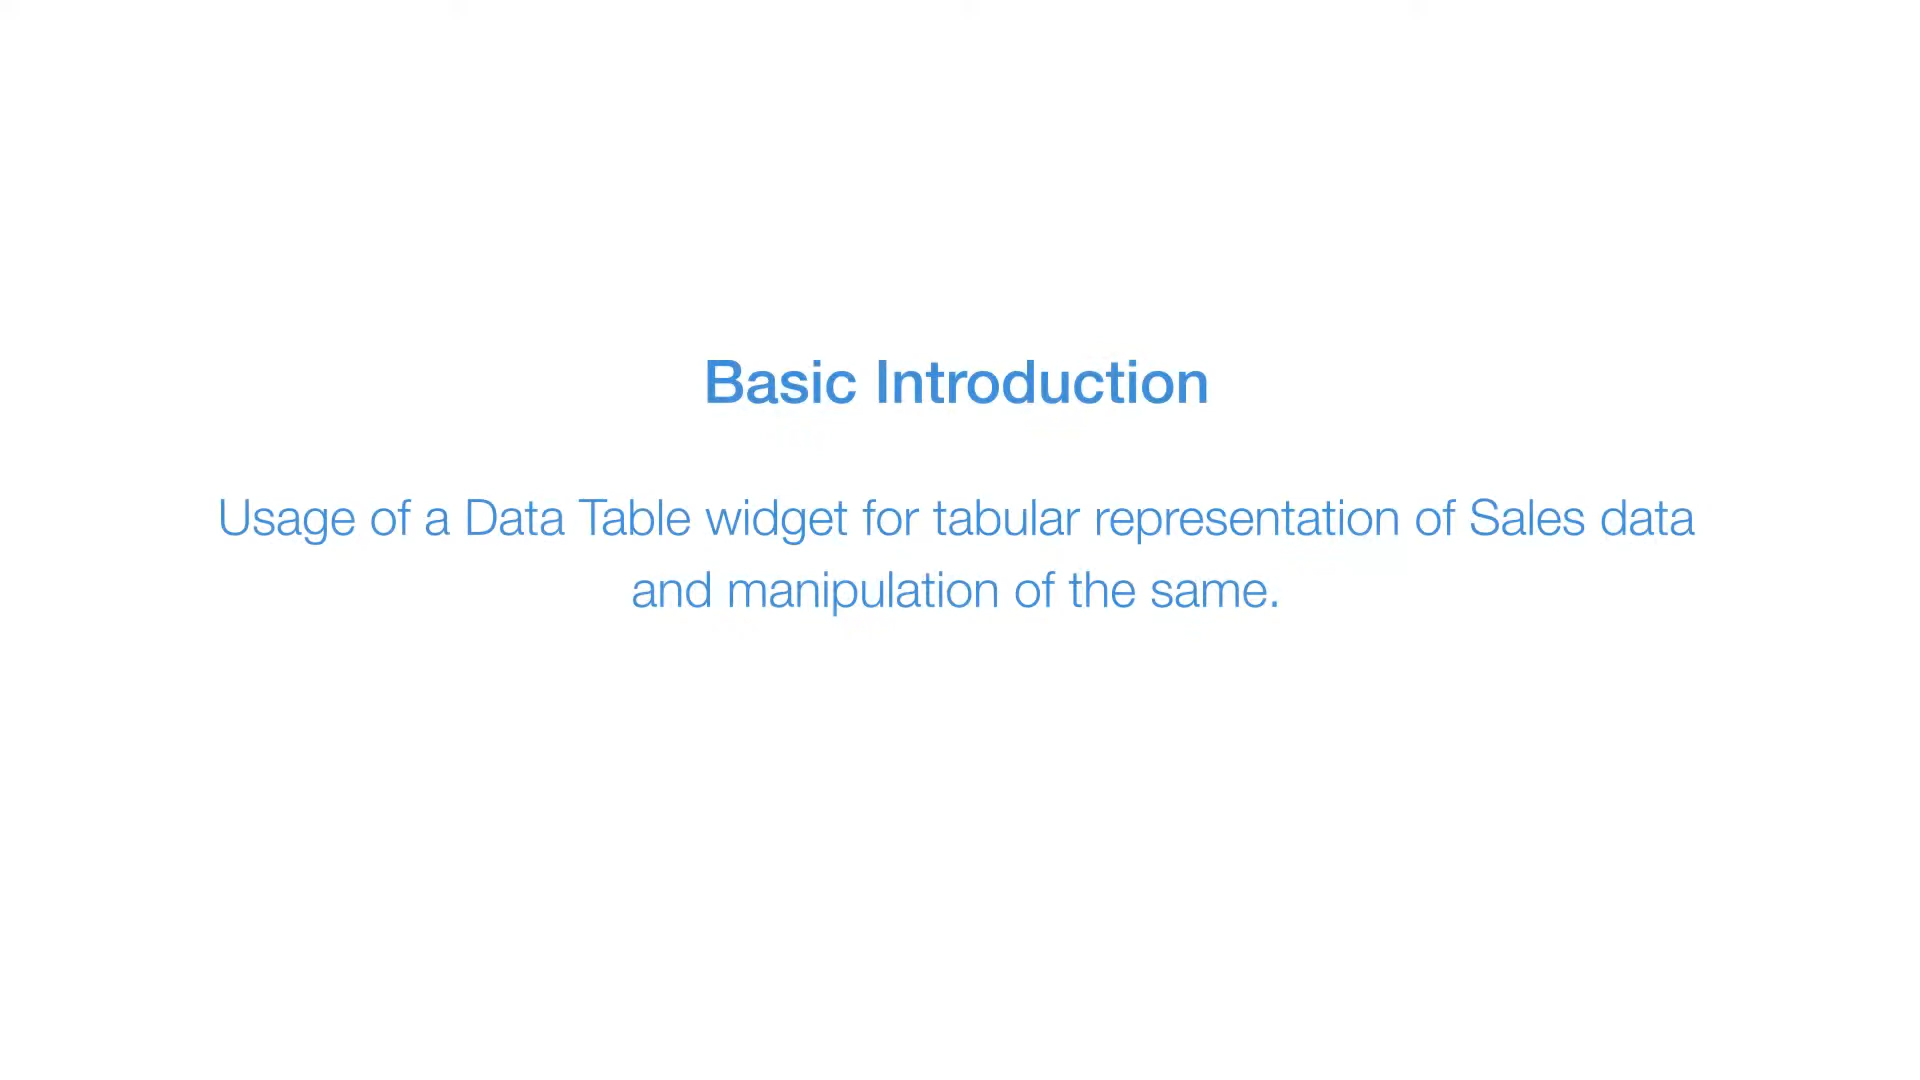 Basic Introduction
Usage of a Data Table widget for tabular representation of Sales data
and manipulation of the same.